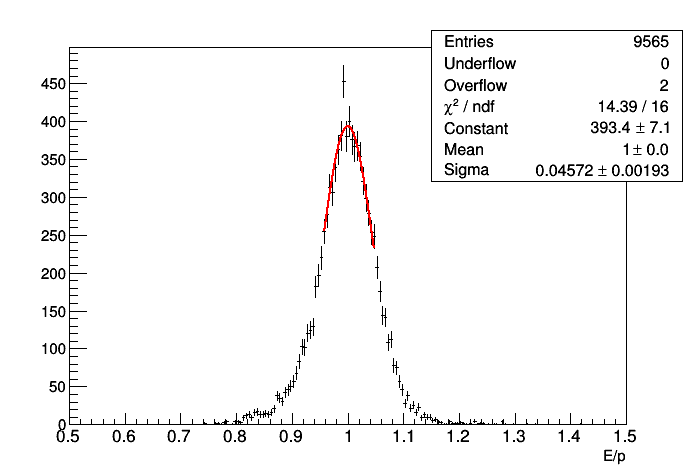 Entries 9565
Underflow 0
Overflow 2
χ² / ndf 14.39 / 16
Constant 393.4 ± 7.1
Mean 1 ± 0.0
Sigma 0.04572 ± 0.00193
450
400
350
300
250
200
150
100
50
0
0.5 0.6 0.7 0.8 0.9 1 1.1 1.2 1.3 1.4 1.5
E/p